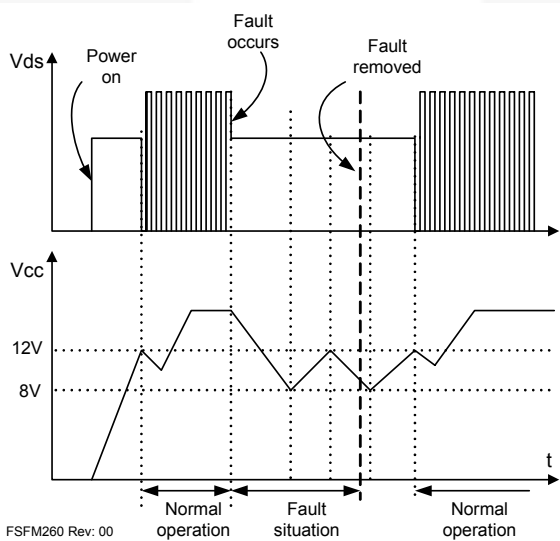 Fault
occurs
Power
on
Fault
removed
Vds
Vcc
12V
8V
t
Normal
operation
Fault
situation
Normal
operation
FSFM260 Rev: 00